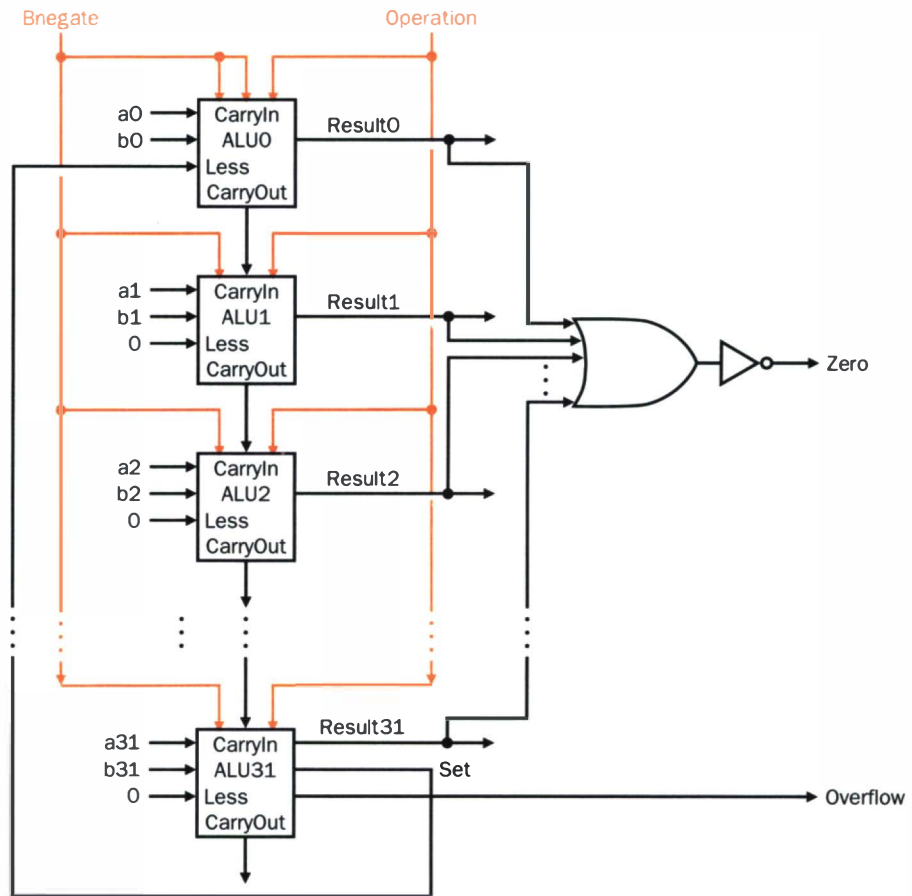 Bnegate
Operation
a0
b0
CarryIn
ALU0
Less
CarryOut
Result0
a1
b1
0
CarryIn
ALU1
Less
CarryOut
Result1
Zero
a2
b2
0
CarryIn
ALU2
Less
CarryOut
Result2
a31
b31
0
CarryIn
ALU31
Less
CarryOut
Result31
Set
Overflow